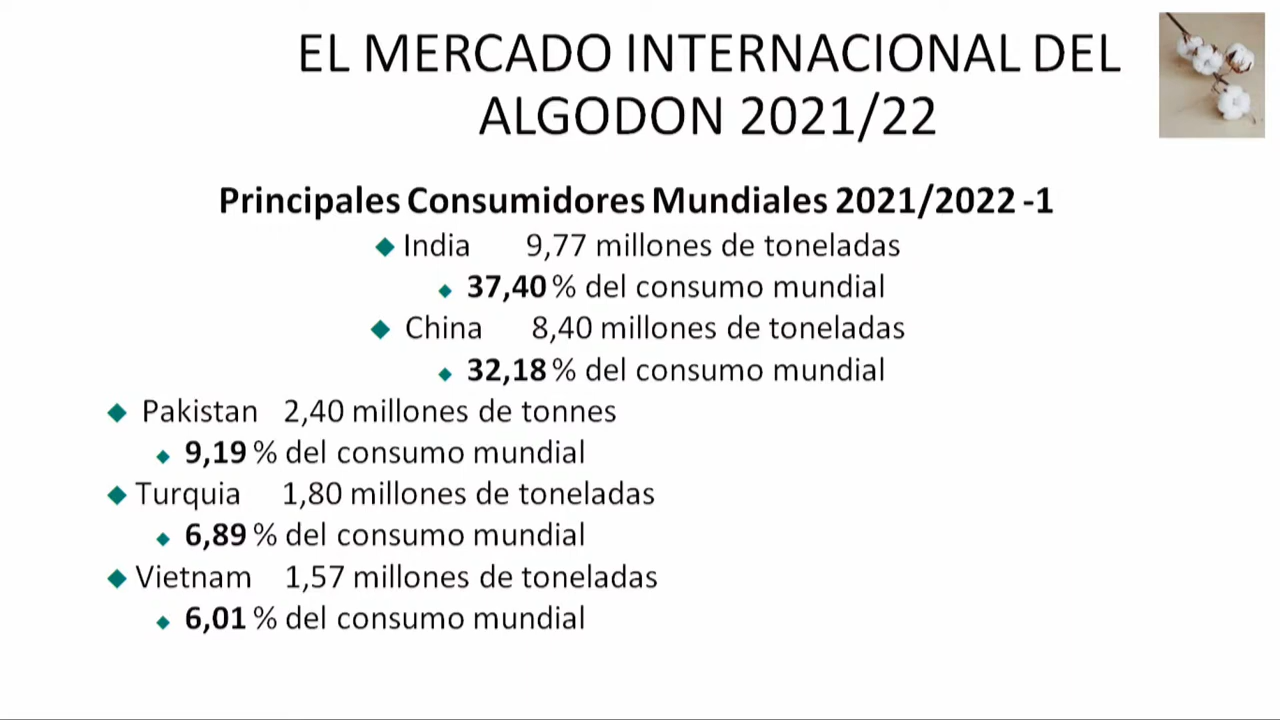 EL MERCADO INTERNACIONAL DEL
ALGODON 2021/22
Principales Consumidores Mundiales 2021/2022 -1
India 9,77 millones de toneladas
37,40 % del consumo mundial
China 8,40 millones de toneladas
32,18 % del consumo mundial
Pakistan 2,40 millones de tonnes
9,19 % del consumo mundial
Turquia 1,80 millones de toneladas
6,89 % del consumo mundial
Vietnam 1,57 millones de toneladas
6,01 % del consumo mundial